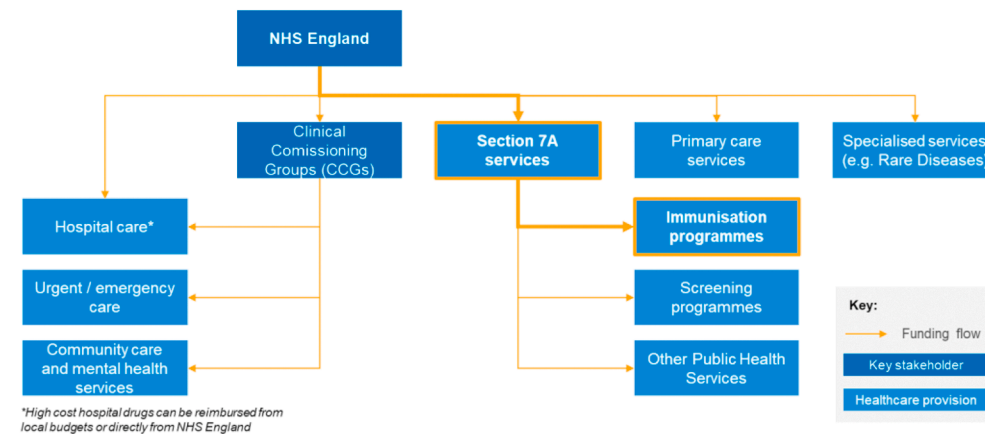 NHS England
Clinical
Comissioning
Groups (CCGs)
Section 7A
services
Primary care
services
Specialised services
(e.g. Rare Diseases)
Hospital care*
Immunisation
programmes
Urgent / emergency
care
Screening
programmes
Community care
and mental health
services
Other Public Health
Services
Key:
Funding flow
Key stakeholder
Healthcare provision
*High cost hospital drugs can be reimbursed from
local budgets or directly from NHS England